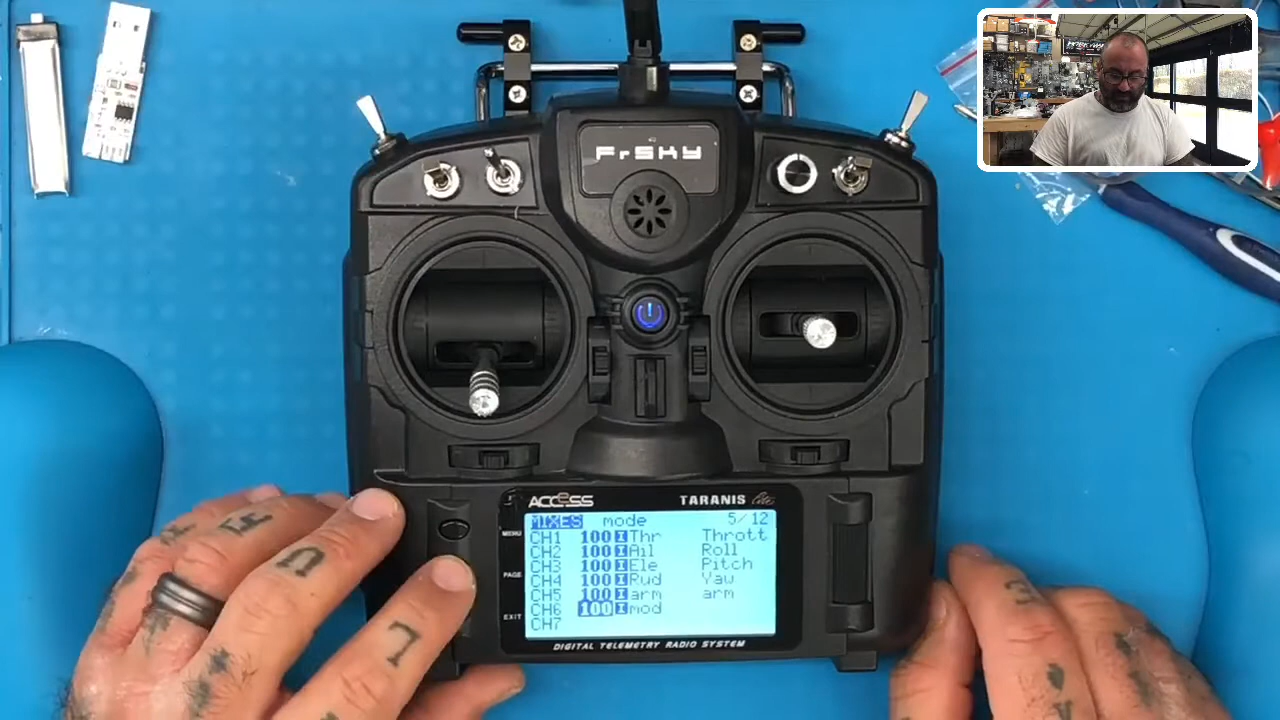 FrSKY
ACCESS TARANIS Lite
MENU
PAGE
EXIT
MIXES mode 5/12
CH1 100 I Thr Thrott
CH2 100 I Ail Roll
CH3 100 I Ele Pitch
CH4 100 I Rud Yaw
CH5 100 I arm arm
CH6 100 I mod
CH7
DIGITAL TELEMETRY RADIO SYSTEM